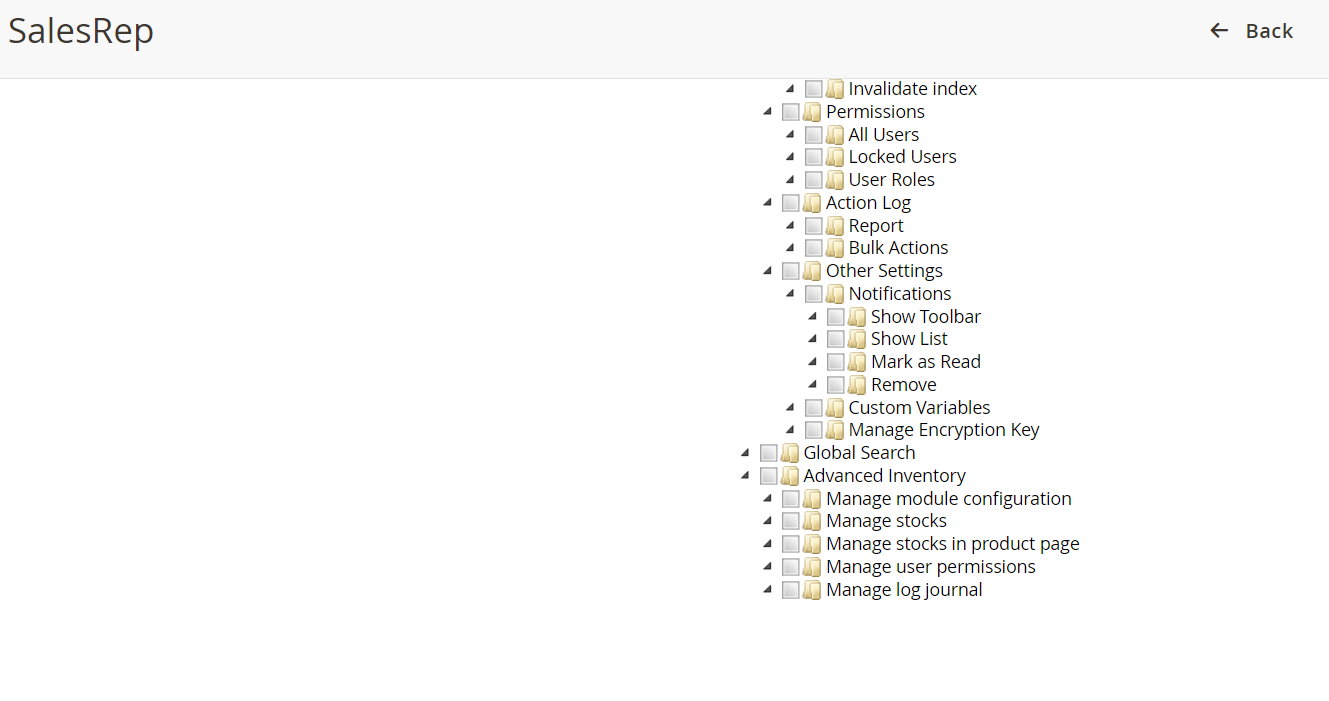 SalesRep
Back
Invalidate index
Permissions
All Users
Locked Users
User Roles
Action Log
Report
Bulk Actions
Other Settings
Notifications
Show Toolbar
Show List
Mark as Read
Remove
Custom Variables
Manage Encryption Key
Global Search
Advanced Inventory
Manage module configuration
Manage stocks
Manage stocks in product page
Manage user permissions
Manage log journal